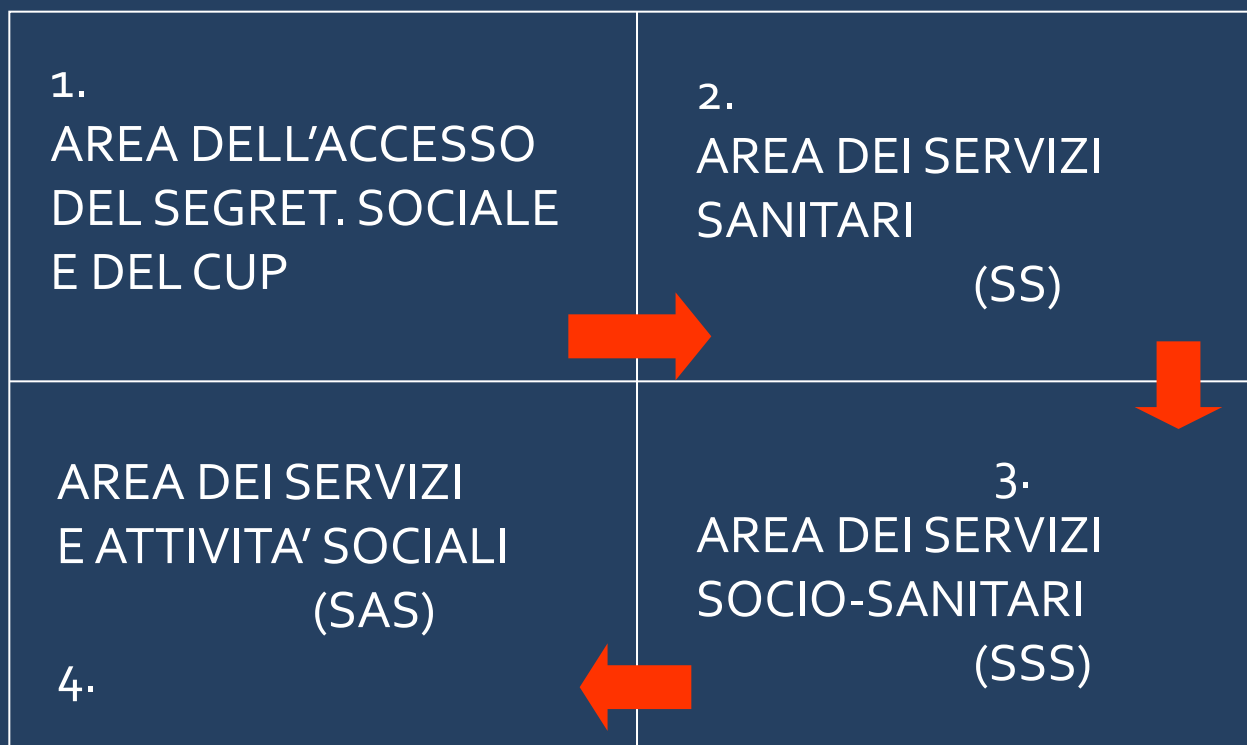 1.
AREA DELL’ACCESSO
DEL SEGRET. SOCIALE
E DEL CUP
2.
AREA DEI SERVIZI
SANITARI
(SS)
3.
AREA DEI SERVIZI
SOCIO-SANITARI
(SSS)
AREA DEI SERVIZI
E ATTIVITA’ SOCIALI
(SAS)
4.